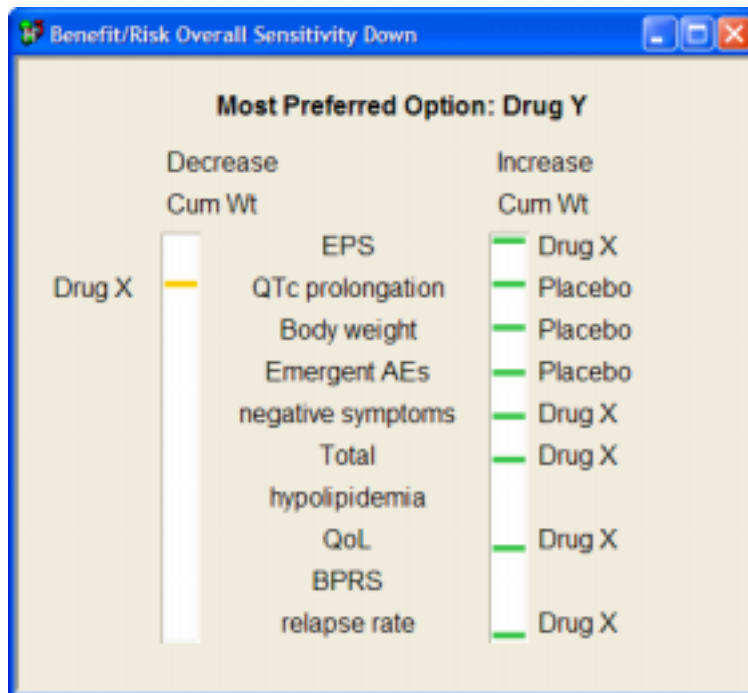 Benefit/Risk Overall Sensitivity Down
Most Preferred Option: Drug Y
Decrease Increase
Cum Wt Cum Wt
EPS Drug X
Drug X QTc prolongation Placebo
Body weight Placebo
Emergent AEs Placebo
negative symptoms Drug X
Total Drug X
hypolipidemia
QoL Drug X
BPRS
relapse rate Drug X